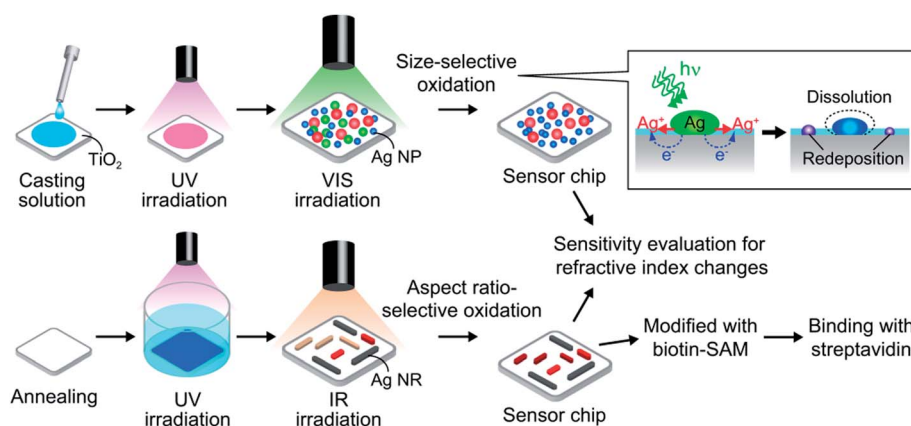 Casting
solution
TiO₂
UV
irradiation
VIS
irradiation
Ag NP
Size-selective
oxidation
Sensor chip
hν
Ag⁺
Ag
Ag⁺
e⁻
e⁻
Dissolution
Redeposition
Sensitivity evaluation for
refractive index changes
Annealing
UV
irradiation
IR
irradiation
Ag NR
Aspect ratio-
selective oxidation
Sensor chip
Modified with
biotin-SAM
Binding with
streptavidin